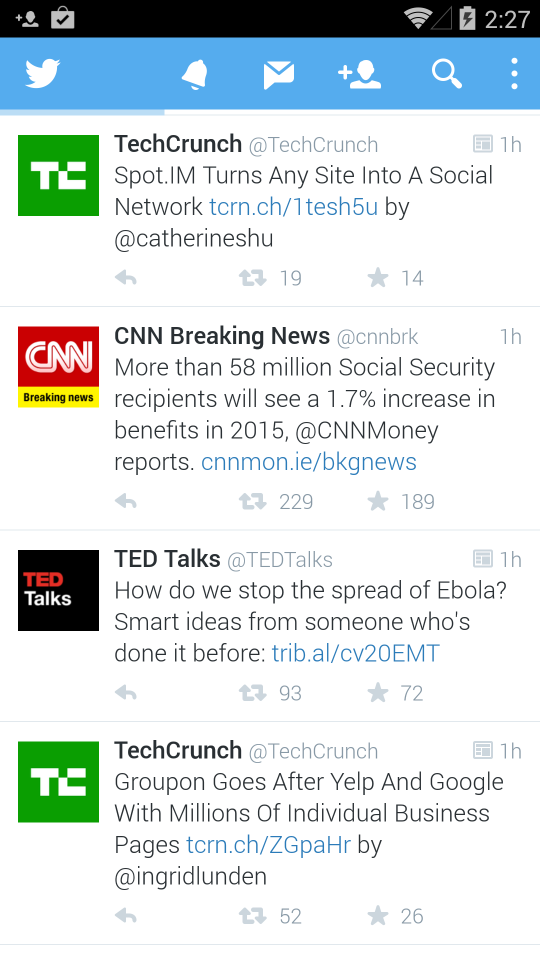 2:27
TechCrunch @TechCrunch 1h
TC
Spot.IM Turns Any Site Into A Social
Network tcrn.ch/1tesh5u by
@catherineshu
19 14
CNN Breaking News @cnnbrk 1h
CNN
Breaking news
More than 58 million Social Security
recipients will see a 1.7% increase in
benefits in 2015, @CNNMoney
reports. cnnmon.ie/bkgnews
229 189
TED Talks @TEDTalks 1h
TED
Talks
How do we stop the spread of Ebola?
Smart ideas from someone who's
done it before: trib.al/cv20EMT
93 72
TechCrunch @TechCrunch 1h
TC
Groupon Goes After Yelp And Google
With Millions Of Individual Business
Pages tcrn.ch/ZGpaHr by
@ingridlunden
52 26